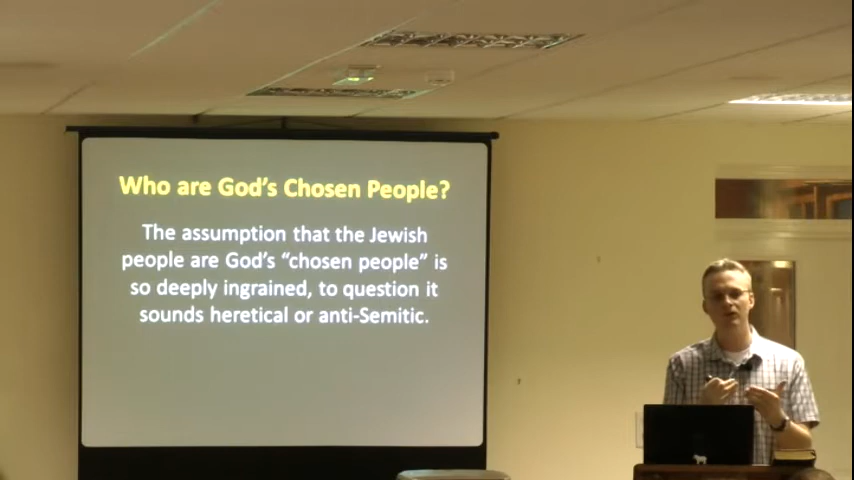 Who are God's Chosen People?
The assumption that the Jewish
people are God's “chosen people” is
so deeply ingrained, to question it
sounds heretical or anti-Semitic.